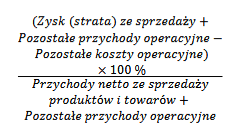 (Zysk (strata) ze sprzedaży +
Pozostałe przychody operacyjne −
Pozostałe koszty operacyjne)
× 100 %
Przychody netto ze sprzedaży
produktów i towarów +
Pozostałe przychody operacyjne